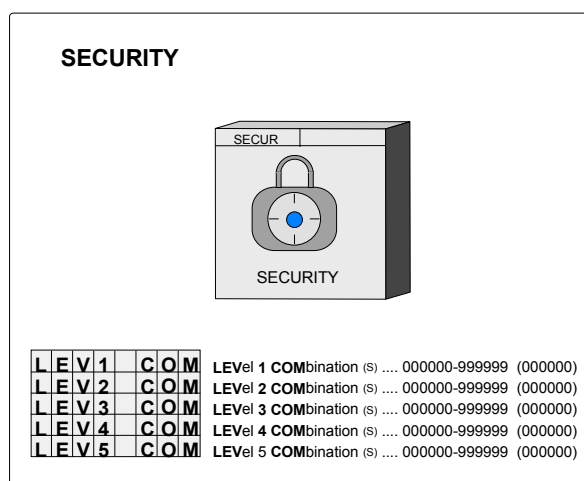 SECURITY
SECUR
SECURITY
LEV1 COM LEVel 1 COMbination (S) .... 000000-999999 (000000)
LEV2 COM LEVel 2 COMbination (S) .... 000000-999999 (000000)
LEV3 COM LEVel 3 COMbination (S) .... 000000-999999 (000000)
LEV4 COM LEVel 4 COMbination (S) .... 000000-999999 (000000)
LEV5 COM LEVel 5 COMbination (S) .... 000000-999999 (000000)